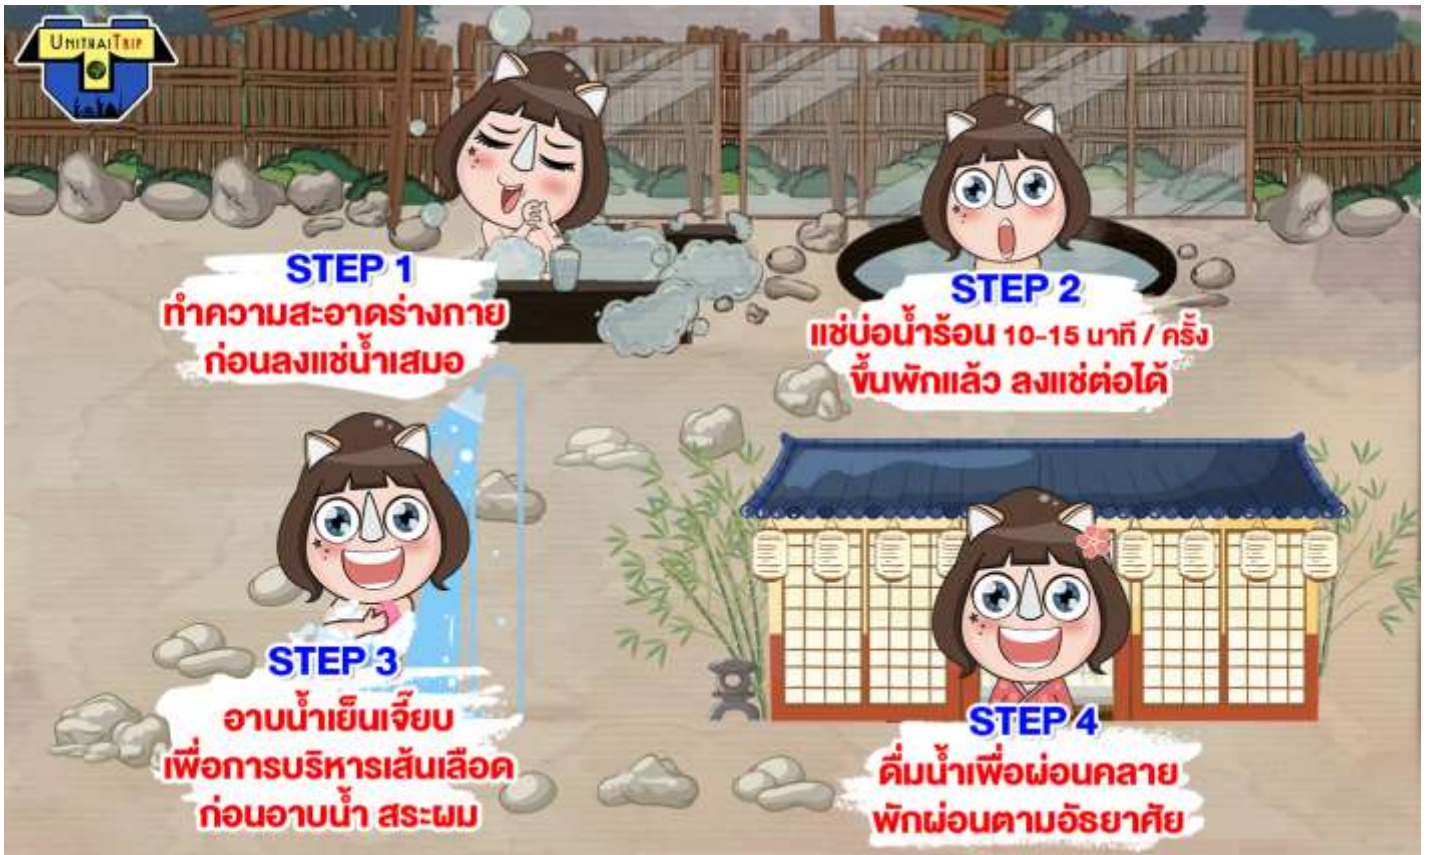 UNITHAITRIP
STEP 1
ทำความสะอาดร่างกาย
ก่อนลงแช่น้ำเสมอ
STEP 2
แช่บ่อน้ำร้อน 10-15 นาที / ครั้ง
ขึ้นพักแล้ว ลงแช่ต่อได้
STEP 3
อาบน้ำเย็นเจี๊ยบ
เพื่อการบริหารเส้นเลือด
ก่อนอาบน้ำ สระผม
STEP 4
ดื่มน้ำเพื่อผ่อนคลาย
พักผ่อนตามอัธยาศัย